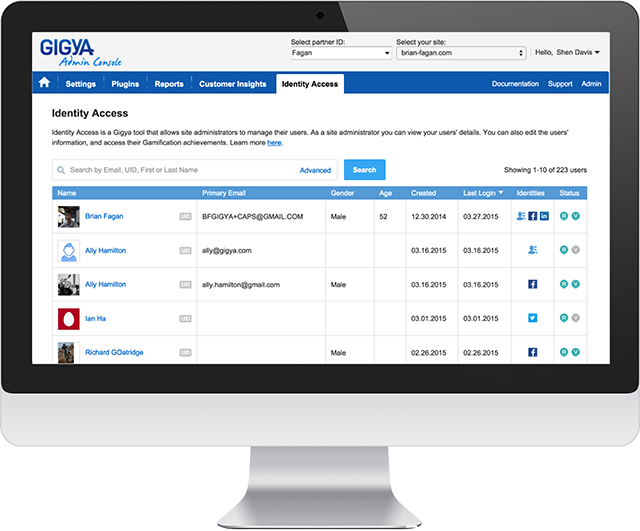 Select partner ID: Select your site:
GIGYA Fagan brian-fagan.com Hello, Shen Davis
Admin Console
Settings Plugins Reports Customer Insights Identity Access Documentation Support Admin
Identity Access
Identity Access is a Gigya tool that allows site administrators to manage their users. As a site administrator you can view your users' details. You can also edit the users'
information, and access their Gamification achievements. Learn more here.
Search by Email, UID, First or Last Name Advanced Search Showing 1-10 of 223 users
Name Primary Email Gender Age Created Last Login Identities Status
Brian Fagan UID BFGIGYA+CAPS@GMAIL.COM Male 52 12.30.2014 03.27.2015 f in R V
Ally Hamilton UID ally@gigya.com 03.16.2015 03.16.2015 R V
Ally Hamilton UID ally.hamilton@gmail.com Male 03.16.2015 03.16.2015 f R V
Ian Ha UID 03.01.2015 03.01.2015 R V
Richard GOatridge UID Male 02.26.2015 02.26.2015 f R V